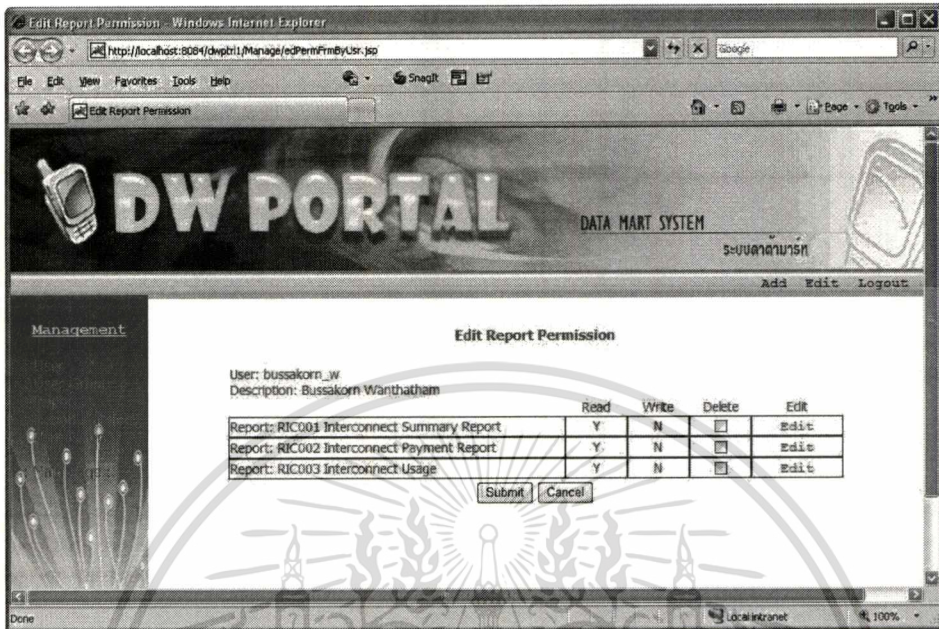 Edit Report Permission - Windows Internet Explorer
http://localhost:8084/dwptrl1/Manage/edPermFrmByUsr.jsp
Google
File Edit View Favorites Tools Help
SnagIt
Edit Report Permission
Page Tools
DW PORTAL
DATA MART SYSTEM
ระบบดาต้ามาร์ท
Add Edit Logout
Management
Edit Report Permission
User: bussakorn_w
Description: Bussakorn Wanthatham
Read Write Delete Edit
Report: RIC001 Interconnect Summary Report Y N Edit
Report: RIC002 Interconnect Payment Report Y N Edit
Report: RIC003 Interconnect Usage Y N Edit
Submit Cancel
Done
Local intranet
100%